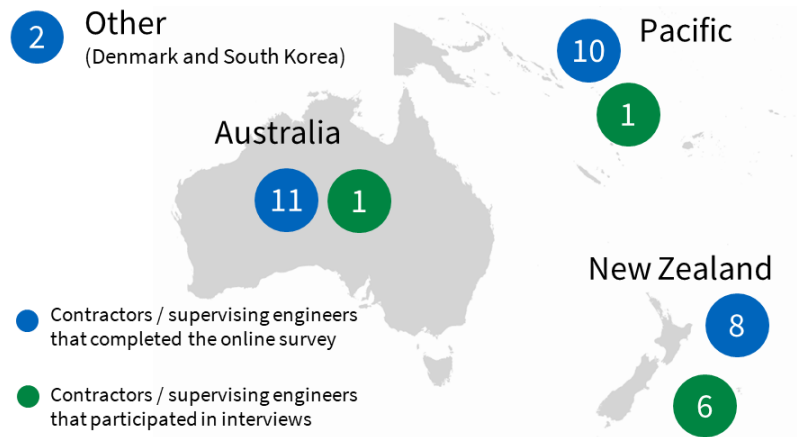 2
Other
(Denmark and South Korea)
10
Pacific
1
Australia
11
1
New Zealand
8
6
Contractors / supervising engineers
that completed the online survey
Contractors / supervising engineers
that participated in interviews